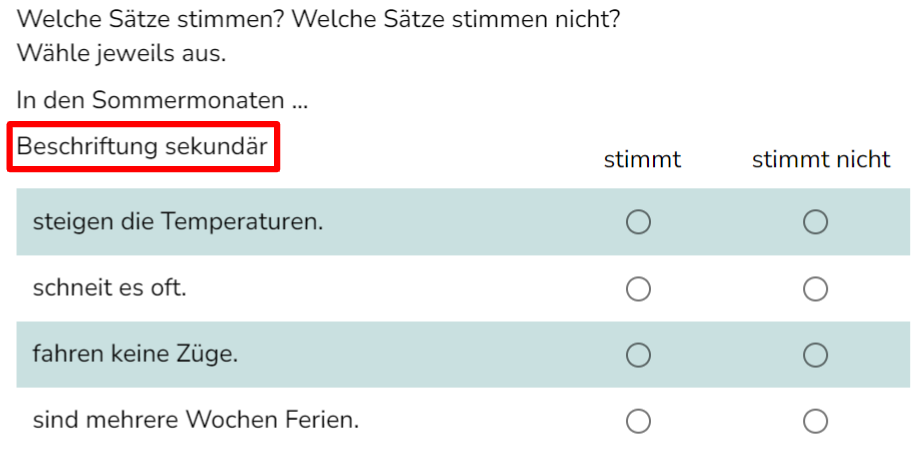 Welche Sätze stimmen? Welche Sätze stimmen nicht?
Wähle jeweils aus.
In den Sommermonaten ...
Beschriftung sekundär
stimmt stimmt nicht
steigen die Temperaturen.
schneit es oft.
fahren keine Züge.
sind mehrere Wochen Ferien.